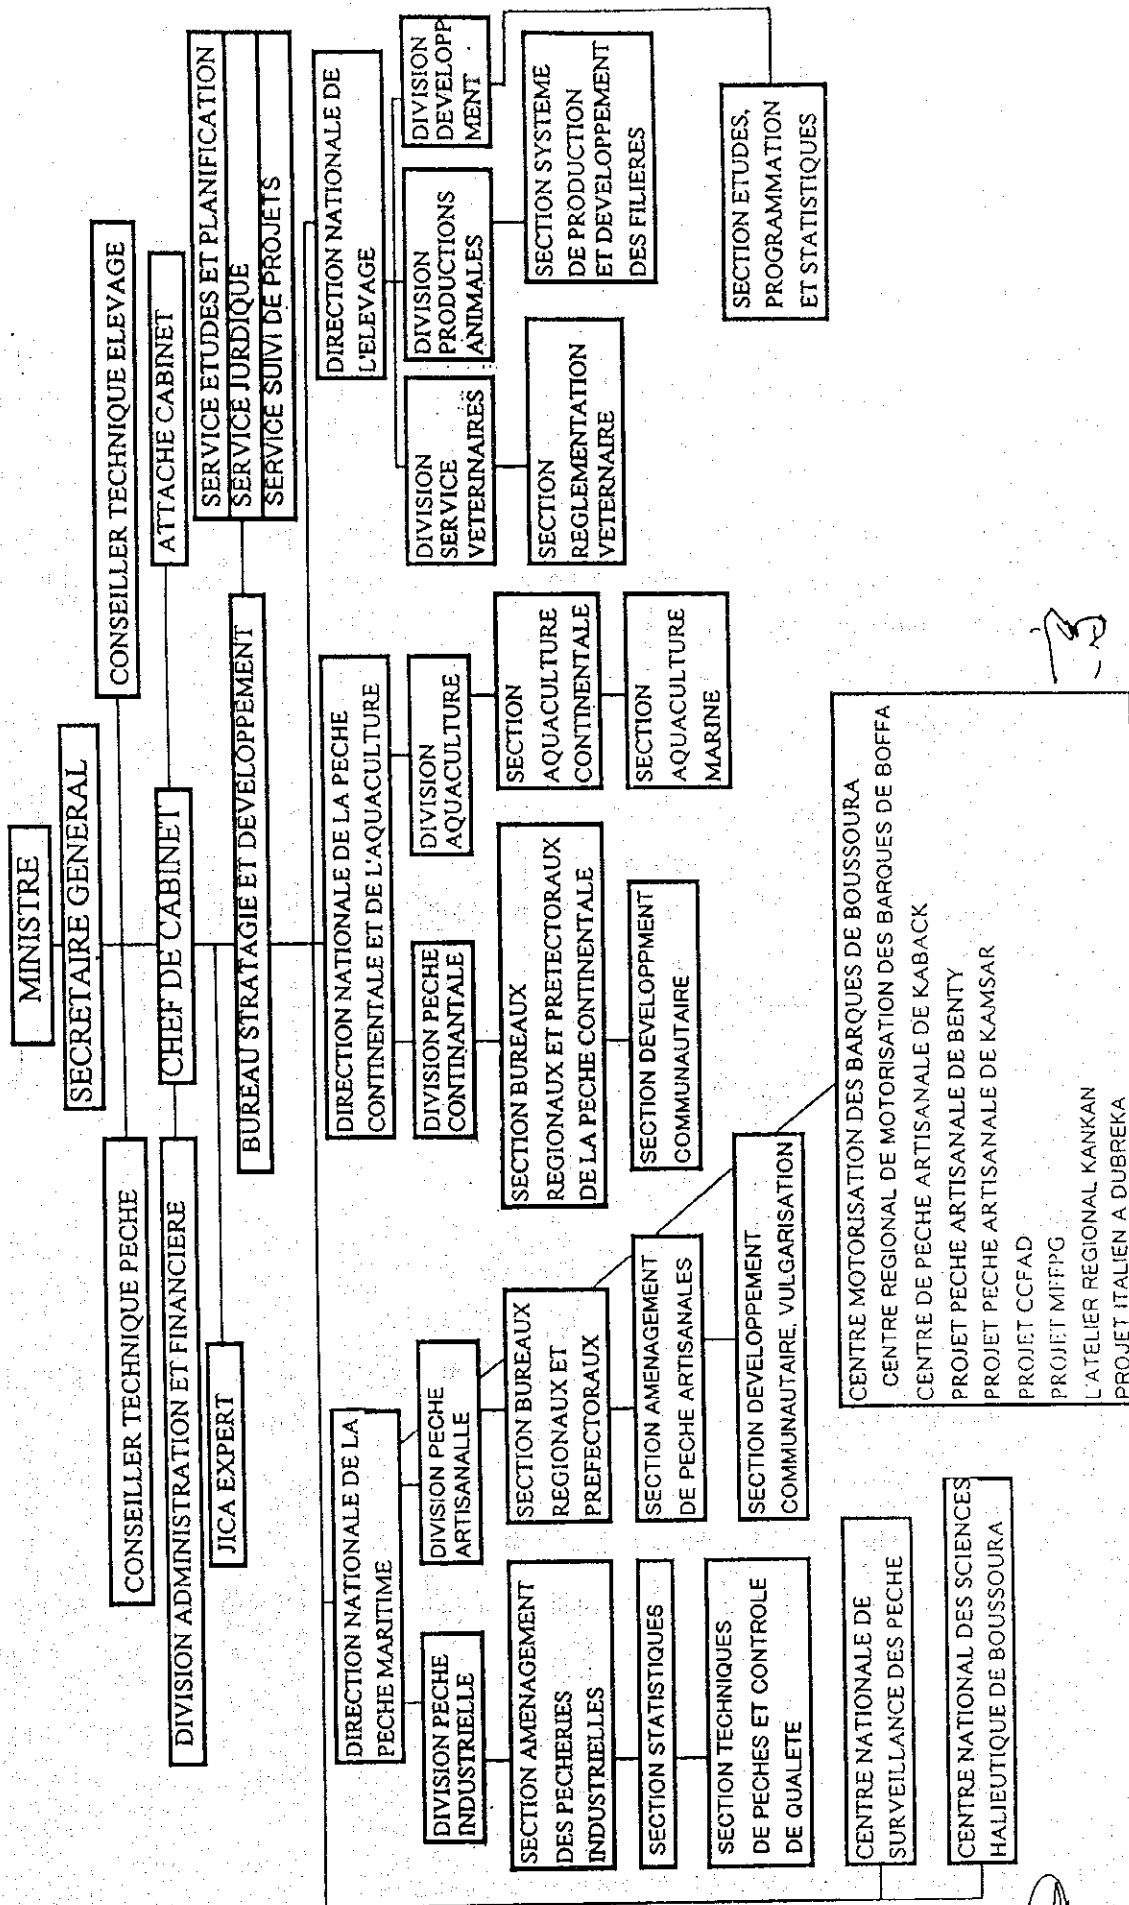 MINISTRE
SECRETAIRE GENERAL
CONSEILLER TECHNIQUE PECHE
CONSEILLER TECHNIQUE ELEVAGE
CHEF DE CABINET
ATTACHE CABINET
DIVISION ADMINISTRATION ET FINANCIERE
JICA EXPERT
BUREAU STRATAGIE ET DEVELOPPEMENT
SERVICE ETUDES ET PLANIFICATION
SERVICE JURDIQUE
SERVICE SUIVI DE PROJETS
DIRECTION NATIONALE DE LA
PECHE MARITIME
DIVISION PECHE
INDUSTRIELLE
SECTION AMENAGEMENT
DES PECHERIES
INDUSTRIELLES
SECTION STATISTIQUES
SECTION TECHNIQUES
DE PECHES ET CONTROLE
DE QUALETE
DIVISION PECHE
ARTISANALLE
SECTION BUREAUX
REGIONAUX ET
PREFECTORAUX
SECTION AMENAGEMENT
DE PECHE ARTISANALES
SECTION DEVELOPPEMENT
COMMUNAUTAIRE, VULGARISATION
DIRECTION NATIONALE DE LA PECHE
CONTINENTALE ET DE L'AQUACULTURE
DIVISION PECHE
CONTINANTALE
SECTION BUREAUX
REGIONAUX ET PRETECTORAUX
DE LA PECHE CONTINENTALE
SECTION DEVELOPPMENT
COMMUNAUTAIRE
DIVISION
AQUACULTURE
SECTION
AQUACULTURE
CONTINENTALE
SECTION
AQUACULTURE
MARINE
DIRECTION NATIONALE DE
L'ELEVAGE
DIVISION
SERVICE
VETERINAIRES
SECTION
REGLEMENTATION
VETERNAIRE
DIVISION
PRODUCTIONS
ANIMALES
SECTION SYSTEME
DE PRODUCTION
ET DEVELOPPEMENT
DES FILIERES
DIVISION
DEVELOPP
MENT
SECTION ETUDES,
PROGRAMMATION
ET STATISTIQUES
CENTRE NATIONALE DE
SURVEILLANCE DES PECHE
CENTRE NATIONAL DES SCIENCES
HALIEUTIQUE DE BOUSSOURA
CENTRE MOTORISATION DES BARQUES DE BOUSSOURA
CENTRE REGIONAL DE MOTORISATION DES BARQUES DE BOFFA
CENTRE DE PECHE ARTISANALE DE KABACK
PROJET PECHE ARTISANALE DE BENTY
PROJET PECHE ARTISANALE DE KAMSAR
PROJET CCFAD
PROJET
L'ATELIER REGIONAL KANKAN
PROJET ITALIEN A DUBREKA